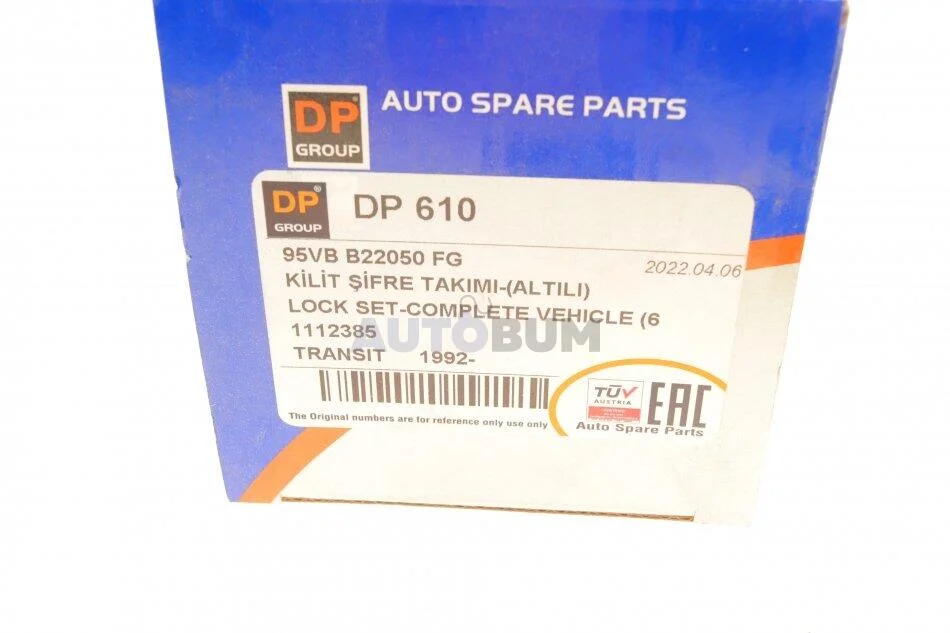 DP GROUP
AUTO SPARE PARTS
DP GROUP
DP 610
95VB B22050 FG
2022.04.06
KİLİT ŞİFRE TAKIMI-(ALTILI)
LOCK SET-COMPLETE VEHICLE (6
1112385
AUTOBUM
TRANSIT 1992-
The Original numbers are for reference only use only
TÜV
AUSTRIA
EAC
Auto Spare Parts